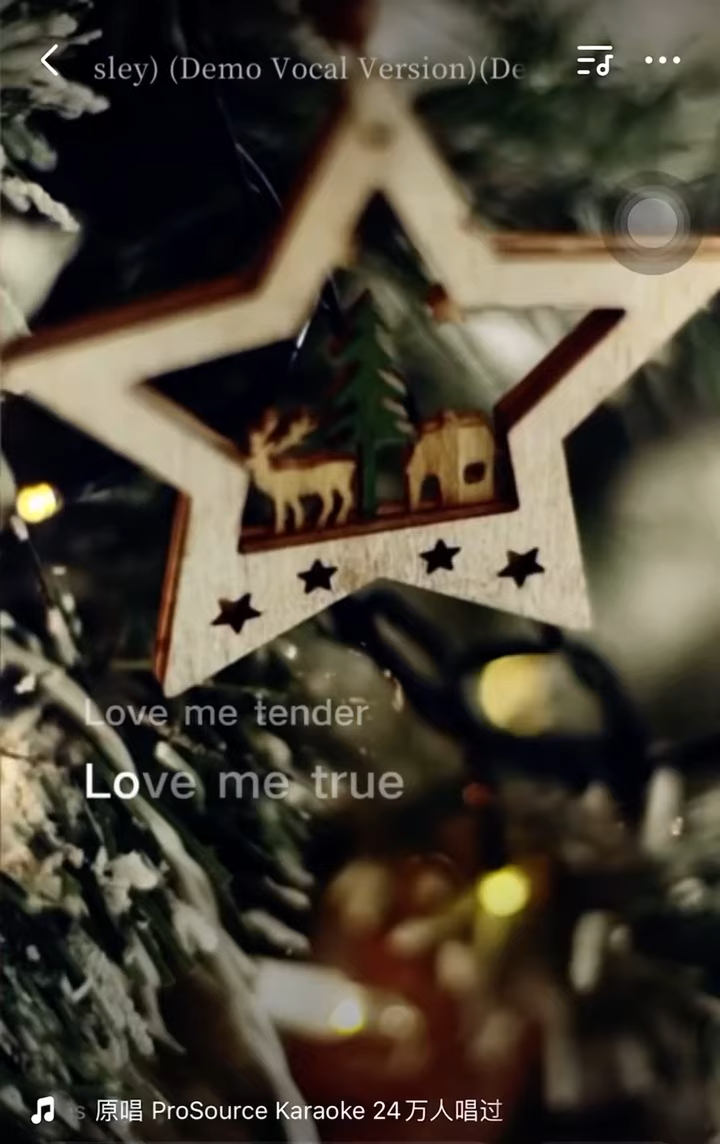 sley) (Demo Vocal Version)(De
Love me tender
Love me true
s 原唱 ProSource Karaoke 24万人唱过